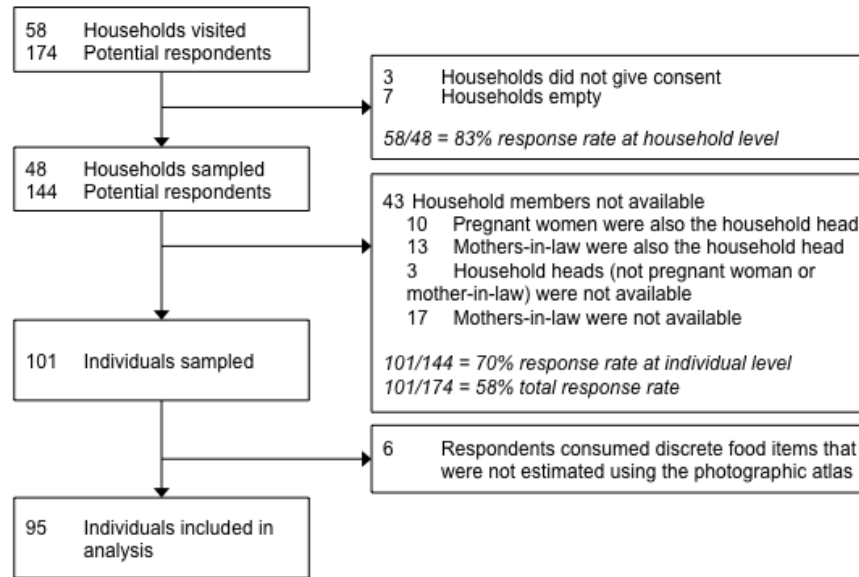 58 Households visited
174 Potential respondents
3 Households did not give consent
7 Households empty
58/48 = 83% response rate at household level
48 Households sampled
144 Potential respondents
43 Household members not available
10 Pregnant women were also the household head
13 Mothers-in-law were also the household head
3 Household heads (not pregnant woman or
mother-in-law) were not available
17 Mothers-in-law were not available
101/144 = 70% response rate at individual level
101/174 = 58% total response rate
101 Individuals sampled
6 Respondents consumed discrete food items that
were not estimated using the photographic atlas
95 Individuals included in
analysis